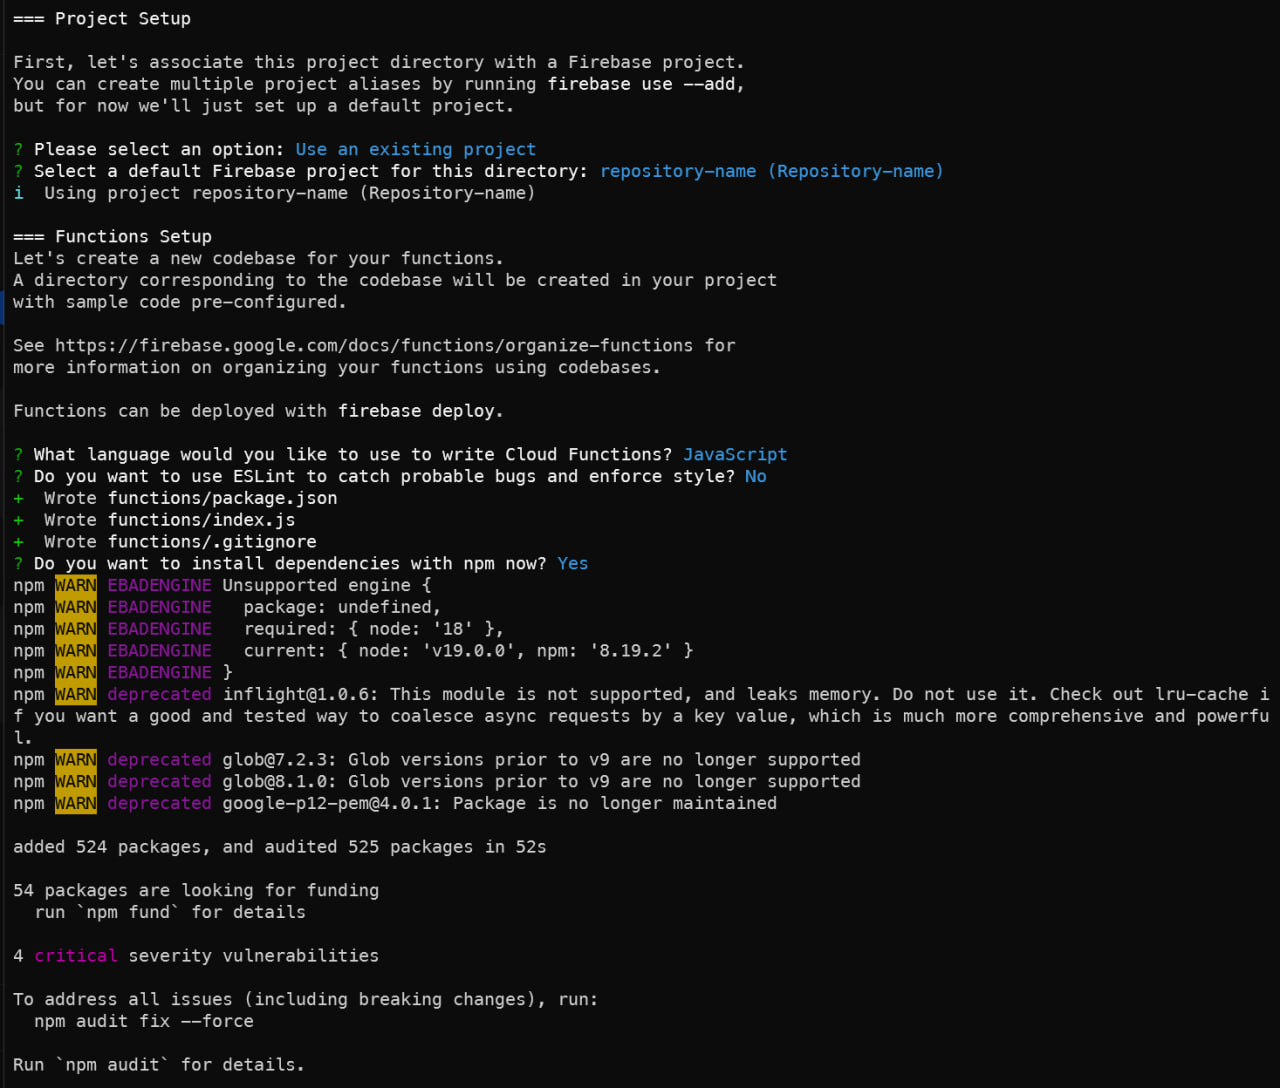 === Project Setup
First, let's associate this project directory with a Firebase project.
You can create multiple project aliases by running firebase use --add,
but for now we'll just set up a default project.
? Please select an option: Use an existing project
? Select a default Firebase project for this directory: repository-name (Repository-name)
i  Using project repository-name (Repository-name)
=== Functions Setup
Let's create a new codebase for your functions.
A directory corresponding to the codebase will be created in your project
with sample code pre-configured.
See https://firebase.google.com/docs/functions/organize-functions for
more information on organizing your functions using codebases.
Functions can be deployed with firebase deploy.
? What language would you like to use to write Cloud Functions? JavaScript
? Do you want to use ESLint to catch probable bugs and enforce style? No
+  Wrote functions/package.json
+  Wrote functions/index.js
+  Wrote functions/.gitignore
? Do you want to install dependencies with npm now? Yes
npm WARN EBADENGINE Unsupported engine {
npm WARN EBADENGINE   package: undefined,
npm WARN EBADENGINE   required: { node: '18' },
npm WARN EBADENGINE   current: { node: 'v19.0.0', npm: '8.19.2' }
npm WARN EBADENGINE }
npm WARN deprecated inflight@1.0.6: This module is not supported, and leaks memory. Do not use it. Check out lru-cache i
f you want a good and tested way to coalesce async requests by a key value, which is much more comprehensive and powerfu
l.
npm WARN deprecated glob@7.2.3: Glob versions prior to v9 are no longer supported
npm WARN deprecated glob@8.1.0: Glob versions prior to v9 are no longer supported
npm WARN deprecated google-p12-pem@4.0.1: Package is no longer maintained
added 524 packages, and audited 525 packages in 52s
54 packages are looking for funding
  run `npm fund` for details
4 critical severity vulnerabilities
To address all issues (including breaking changes), run:
  npm audit fix --force
Run `npm audit` for details.